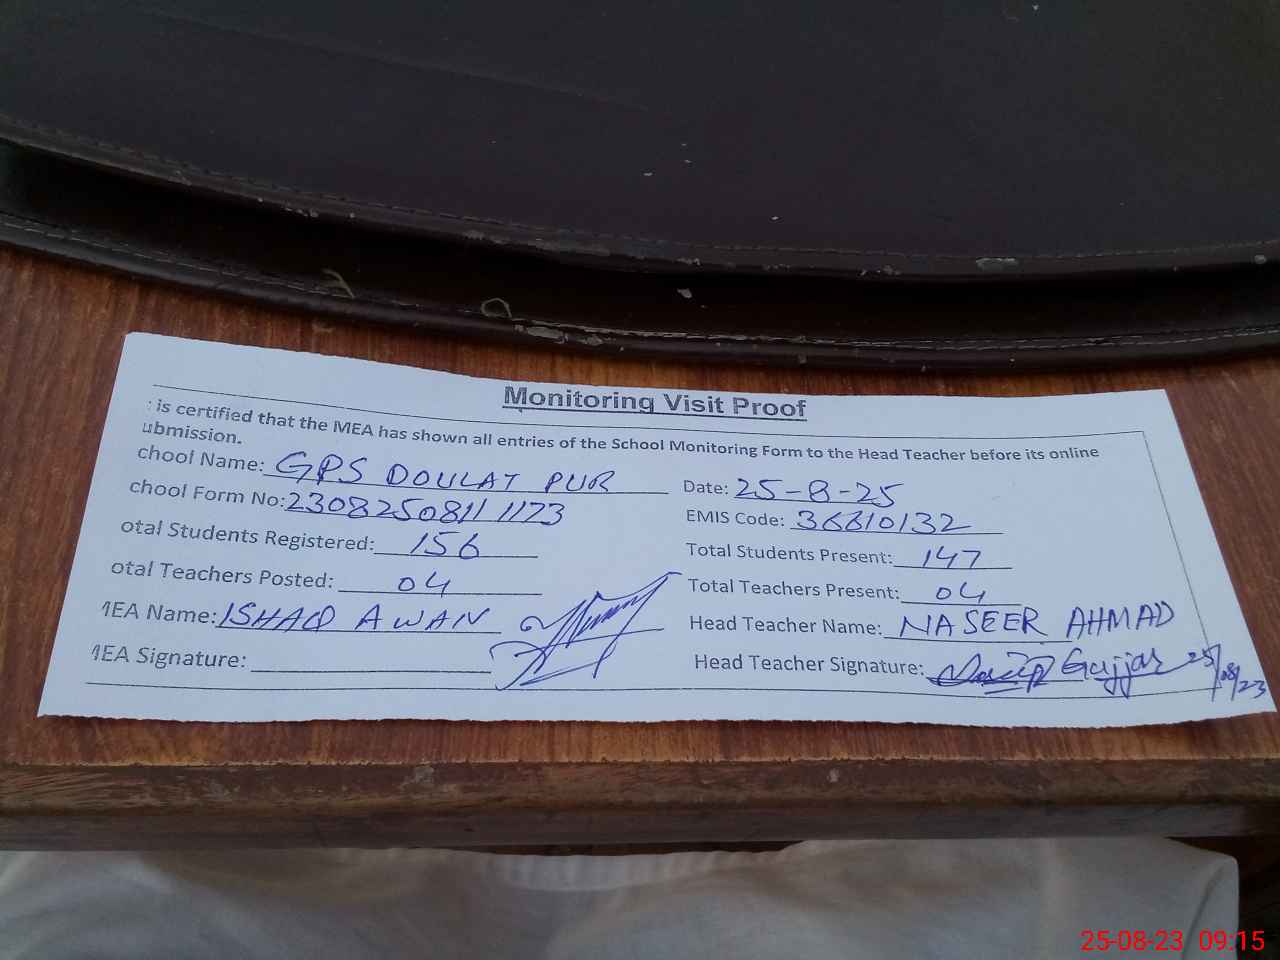 Monitoring Visit Proof
: is certified that the MEA has shown all entries of the School Monitoring Form to the Head Teacher before its online
ubmission.
chool Name: GPS DOULAT PUR Date: 25-8-25
chool Form No: 23082508111173 EMIS Code: 36610132
otal Students Registered: 156 Total Students Present: 147
otal Teachers Posted: 04 Total Teachers Present: 04
MEA Name: ISHAQ AWAN Head Teacher Name: NASEER AHMAD
MEA Signature: Head Teacher Signature: Gujjar 25/08/23
25-08-23 09:15